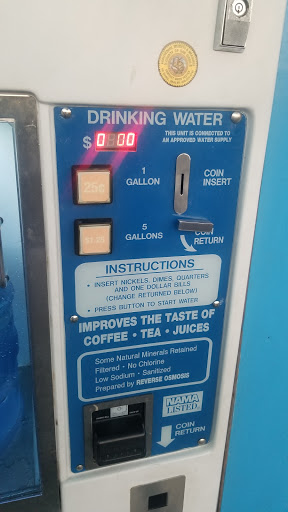 DRINKING WATER
$ 0.00
THIS UNIT IS CONNECTED TO
AN APPROVED WATER SUPPLY
25¢
1
GALLON
COIN
INSERT
$1.25
5
GALLONS
COIN
RETURN
INSTRUCTIONS
• INSERT NICKELS, DIMES, QUARTERS
AND ONE DOLLAR BILLS
(CHANGE RETURNED BELOW)
• PRESS BUTTON TO START WATER
IMPROVES THE TASTE OF
COFFEE • TEA • JUICES
Some Natural Minerals Retained
Filtered • No Chlorine
Low Sodium • Sanitized
Prepared by REVERSE OSMOSIS
NAMA
LISTED.
COIN
RETURN